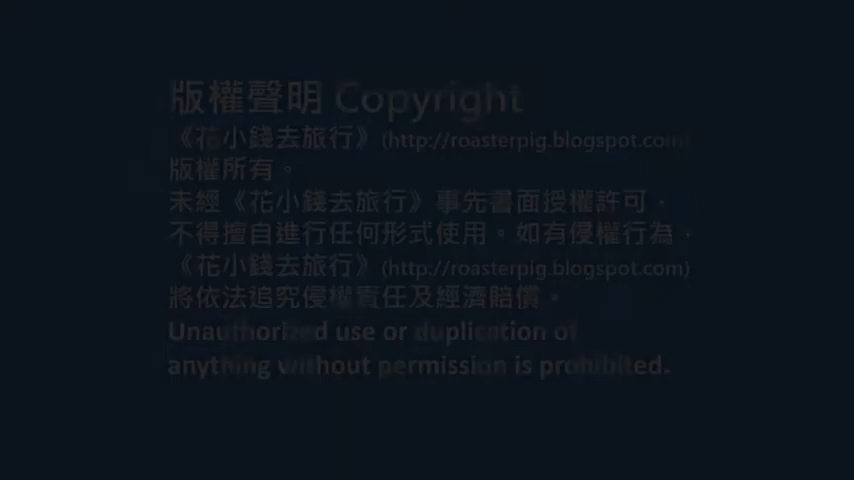 版權聲明 Copyright
《花小錢去旅行》(http://roasterpig.blogspot.com)
版權所有。
未經《花小錢去旅行》事先書面授權許可，
不得擅自進行任何形式使用。如有侵權行為，
《花小錢去旅行》(http://roasterpig.blogspot.com)
將依法追究侵權責任及經濟賠償。
Unauthorized use or duplication of
anything without permission is prohibited.